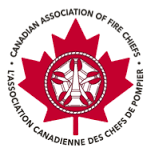 • CANADIAN ASSOCIATION OF FIRE CHIEFS •
L'ASSOCIATION CANADIENNE DES CHEFS DE POMPIER